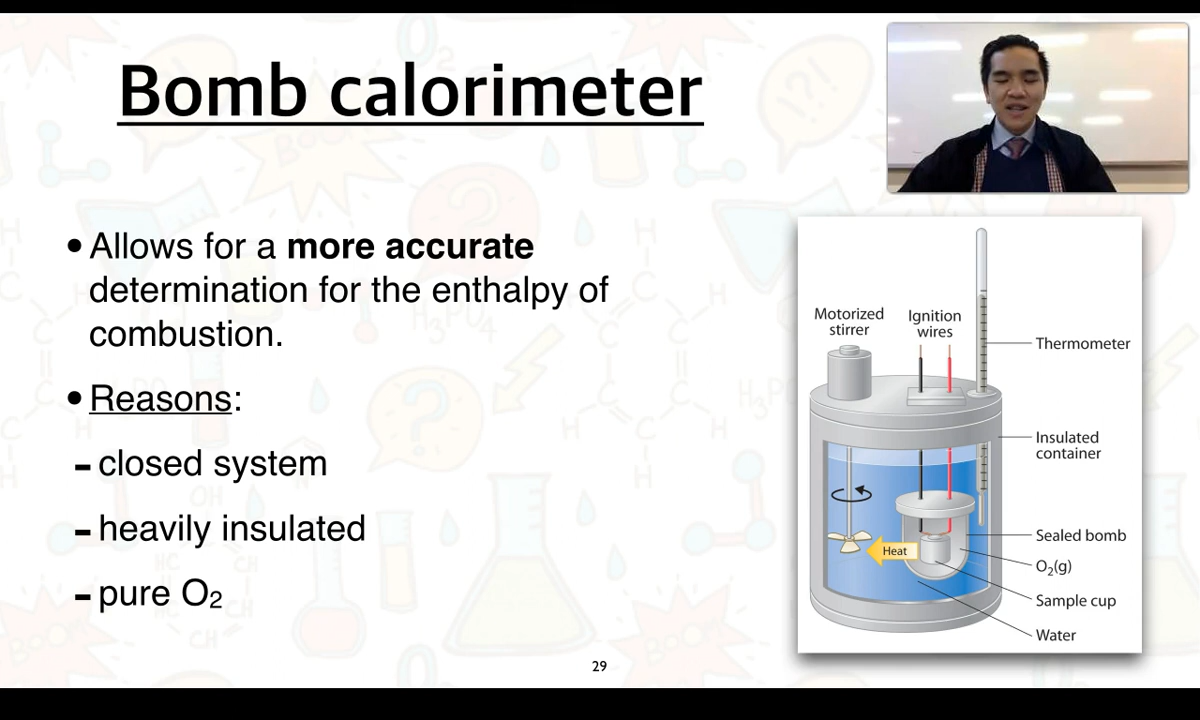 Bomb calorimeter
• Allows for a more accurate
determination for the enthalpy of
combustion.
• Reasons:
- closed system
- heavily insulated
- pure O₂
Motorized
stirrer
Ignition
wires
Thermometer
Insulated
container
Sealed bomb
O₂(g)
Sample cup
Water
Heat
29
H₃PO₄